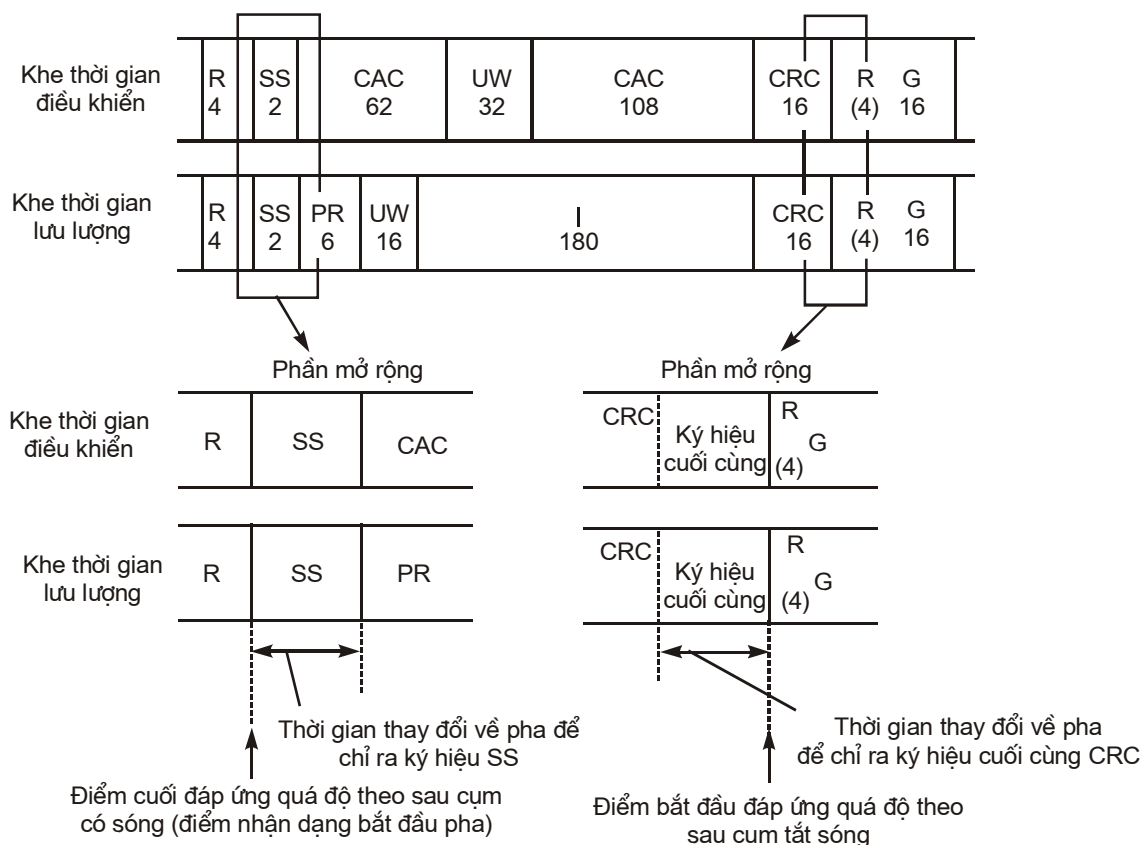 Khe thời gian
điều khiển
R SS CAC UW CAC CRC R G
4 2 62 32 108 16 (4) 16
Khe thời gian
lưu lượng
R SS PR UW I CRC R G
4 2 6 16 180 16 (4) 16
Phần mở rộng
Phần mở rộng
Khe thời gian
điều khiển
R SS CAC
CRC
Ký hiệu
cuối cùng
R
G
(4)
Khe thời gian
lưu lượng
R SS PR
CRC
Ký hiệu
cuối cùng
R
G
(4)
Thời gian thay đổi về pha để
chỉ ra ký hiệu SS
Thời gian thay đổi về pha
để chỉ ra ký hiệu cuối cùng CRC
Điểm cuối đáp ứng quá độ theo sau cụm
có sóng (điểm nhận dạng bắt đầu pha)
Điểm bắt đầu đáp ứng quá độ theo
sau cum tắt sóng